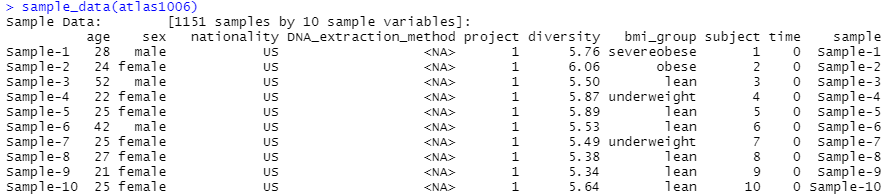 > sample_data(atlas1006)
Sample Data:       [1151 samples by 10 sample variables]:
          age    sex   nationality DNA_extraction_method project diversity   bmi_group subject time    sample
Sample-1   28   male            US                  <NA>       1      5.76 severeobese       1    0  Sample-1
Sample-2   24 female            US                  <NA>       1      6.06       obese       2    0  Sample-2
Sample-3   52   male            US                  <NA>       1      5.50        lean       3    0  Sample-3
Sample-4   22 female            US                  <NA>       1      5.87 underweight       4    0  Sample-4
Sample-5   25 female            US                  <NA>       1      5.89        lean       5    0  Sample-5
Sample-6   42   male            US                  <NA>       1      5.53        lean       6    0  Sample-6
Sample-7   25 female            US                  <NA>       1      5.49 underweight       7    0  Sample-7
Sample-8   27 female            US                  <NA>       1      5.38        lean       8    0  Sample-8
Sample-9   21 female            US                  <NA>       1      5.34        lean       9    0  Sample-9
Sample-10  25 female            US                  <NA>       1      5.64        lean      10    0 Sample-10